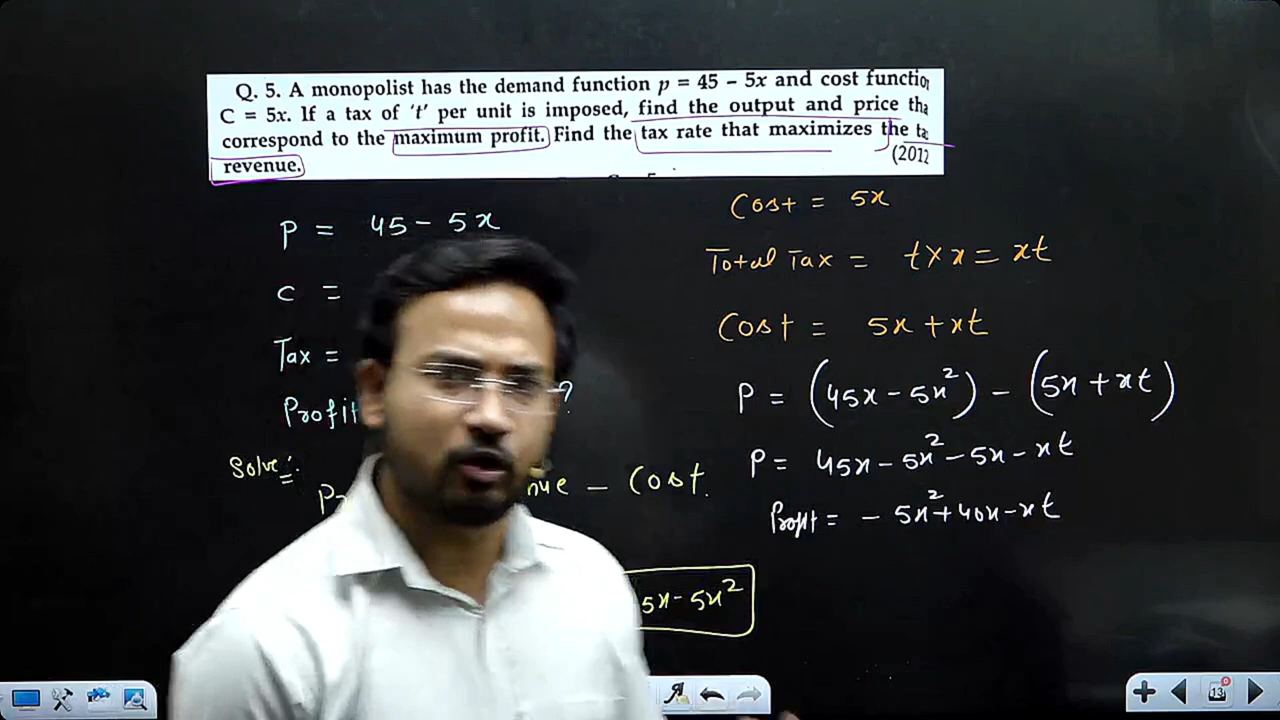 Q. 5. A monopolist has the demand function p = 45 – 5x and cost functio
C = 5x. If a tax of 't' per unit is imposed, find the output and price tha
correspond to the maximum profit. Find the tax rate that maximizes the ta
revenue. (2012
P = 45 - 5x
C =
Tax =
Profit ?
Solve:
nue - Cost.
5x - 5x²
Cost = 5x
Total Tax = t × x = xt
Cost = 5x + xt
P = (45x - 5x²) - (5x + xt)
P = 45x - 5x² - 5x - xt
Profit = - 5x² + 40x - xt
13